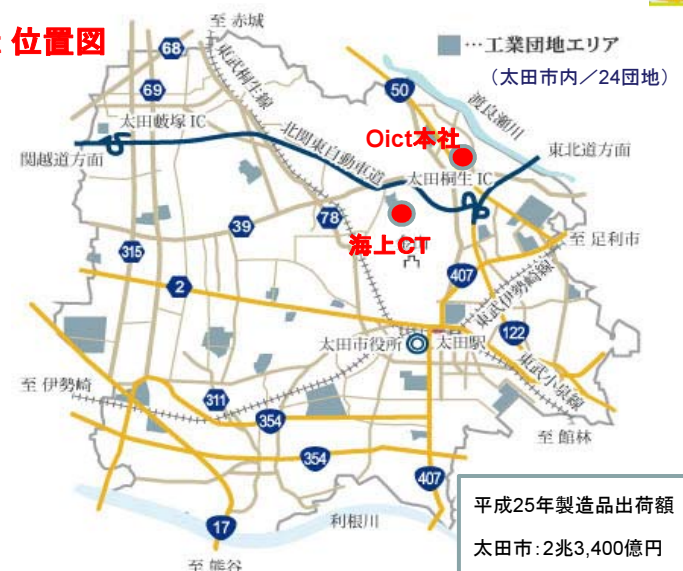 位置図
至 赤城
…工業団地エリア
(太田市内／24団地)
68
東武桐生線
50
渡良瀬川
69
太田藪塚 IC
北関東自動車道
Oict本社
東北道方面
関越道方面
太田桐生 IC
39
78
海上CT
至 足利市
315
407
2
東武伊勢崎線
122
太田市役所
太田駅
東武小泉線
至 伊勢崎
311
354
至 館林
354
407
17
利根川
至 熊谷
平成25年製造品出荷額
太田市：2兆3,400億円